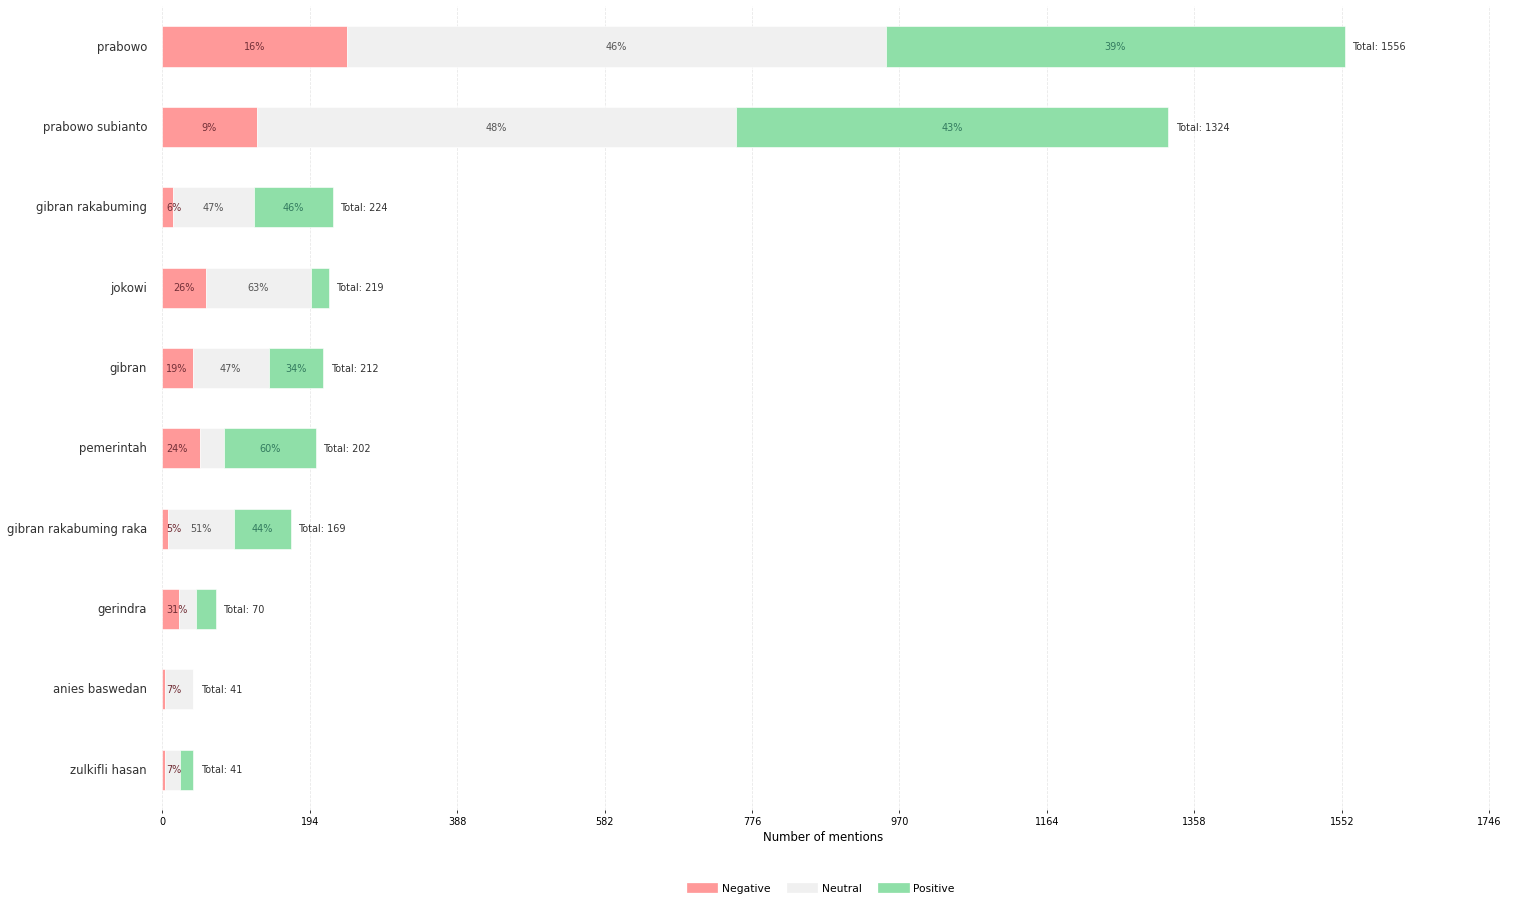 prabowo 16% 46% 39% Total: 1556
prabowo subianto 9% 48% 43% Total: 1324
gibran rakabuming 6% 47% 46% Total: 224
jokowi 26% 63% Total: 219
gibran 19% 47% 34% Total: 212
pemerintah 24% 60% Total: 202
gibran rakabuming raka 5% 51% 44% Total: 169
gerindra 31% Total: 70
anies baswedan 7% Total: 41
zulkifli hasan 7% Total: 41
0 194 388 582 776 970 1164 1358 1552 1746
Number of mentions
Negative Neutral Positive